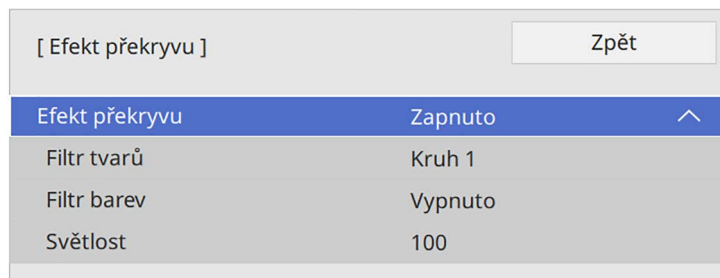 [ Efekt překryvu ] Zpět
Efekt překryvu Zapnuto
Filtr tvarů Kruh 1
Filtr barev Vypnuto
Světlost 100